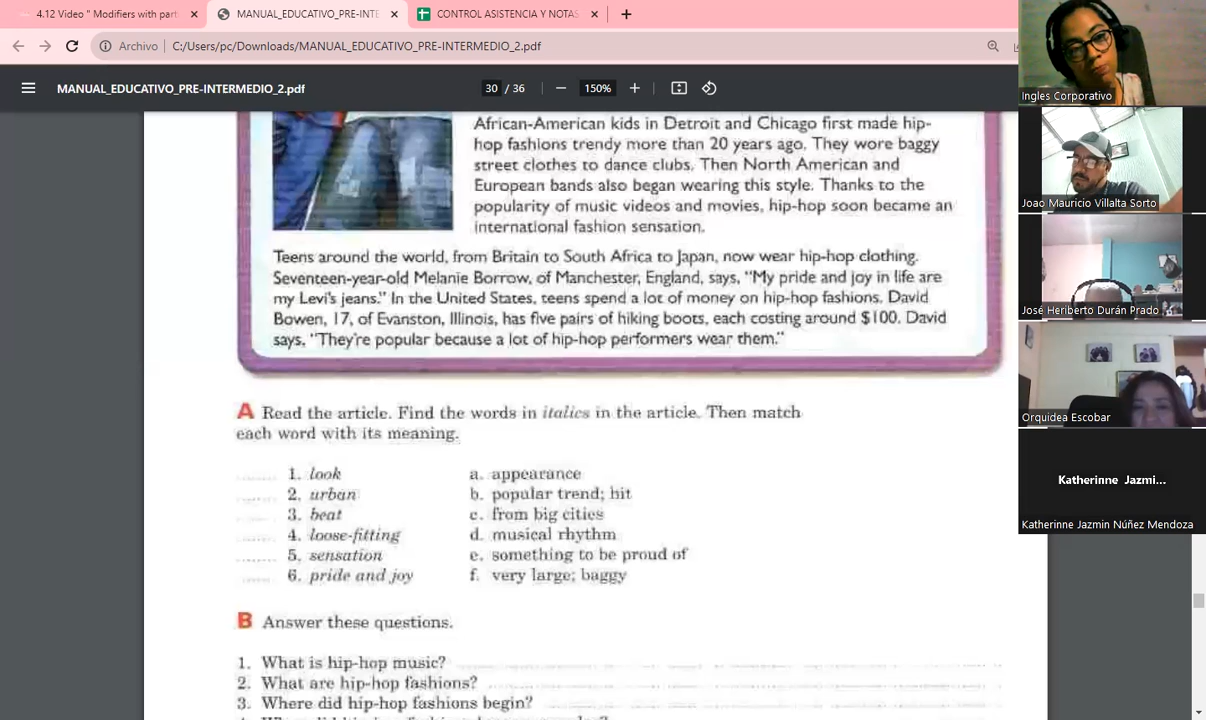 4.12 Video " Modifiers with part
MANUAL_EDUCATIVO_PRE-INTE
CONTROL ASISTENCIA Y NOTAS
Archivo
C:/Users/pc/Downloads/MANUAL_EDUCATIVO_PRE-INTERMEDIO_2.pdf
MANUAL_EDUCATIVO_PRE-INTERMEDIO_2.pdf
30 / 36
150%
African-American kids in Detroit and Chicago first made hip-
hop fashions trendy more than 20 years ago. They wore baggy
street clothes to dance clubs. Then North American and
European bands also began wearing this style. Thanks to the
popularity of music videos and movies, hip-hop soon became an
international fashion sensation.
Teens around the world, from Britain to South Africa to Japan, now wear hip-hop clothing.
Seventeen-year-old Melanie Borrow, of Manchester, England, says, "My pride and joy in life are
my Levi's jeans." In the United States, teens spend a lot of money on hip-hop fashions. David
Bowen, 17, of Evanston, Illinois, has five pairs of hiking boots, each costing around $100. David
says, "They're popular because a lot of hip-hop performers wear them."
A Read the article. Find the words in italics in the article. Then match
each word with its meaning.
1. look a. appearance
2. urban b. popular trend; hit
3. beat c. from big cities
4. loose-fitting d. musical rhythm
5. sensation e. something to be proud of
6. pride and joy f. very large; baggy
B Answer these questions.
1. What is hip-hop music?
2. What are hip-hop fashions?
3. Where did hip-hop fashions begin?
Ingles Corporativo
Joao Mauricio Villalta Sorto
José Heriberto Durán Prado
Orquidea Escobar
Katherinne Jazmi...
Katherinne Jazmin Núñez Mendoza